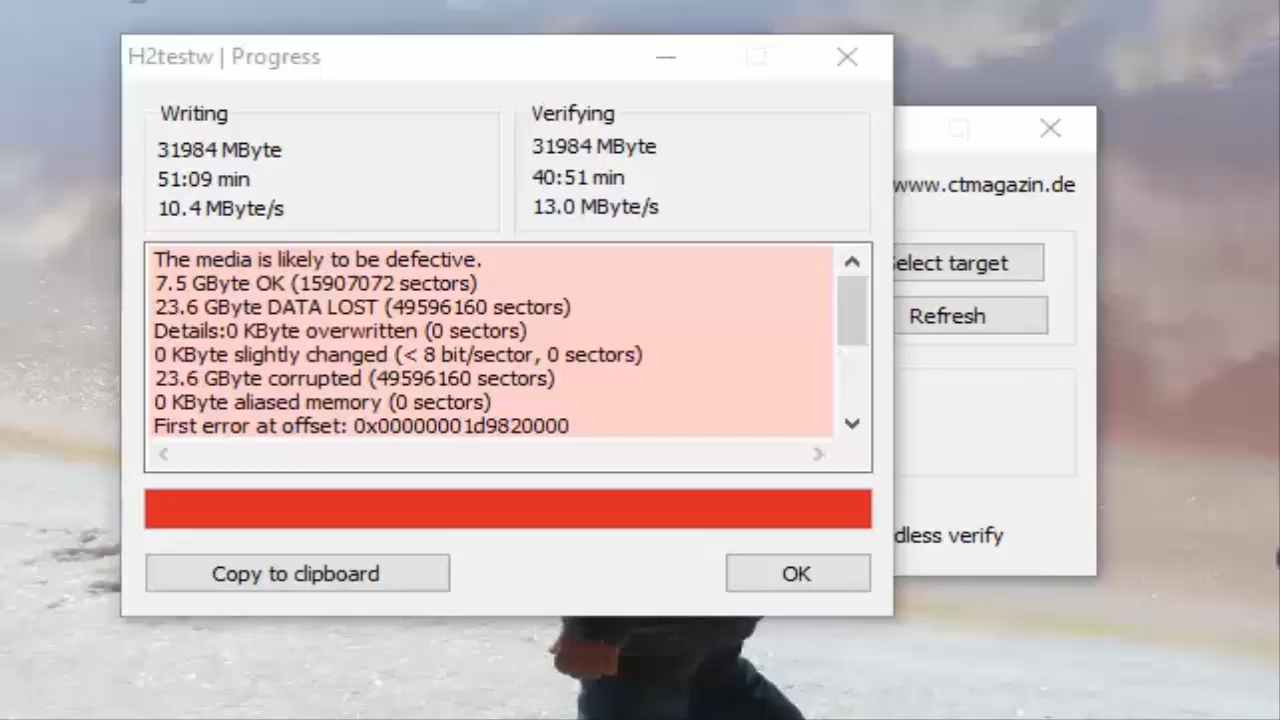 H2testw | Progress
Writing
31984 MByte
51:09 min
10.4 MByte/s
Verifying
31984 MByte
40:51 min
13.0 MByte/s
The media is likely to be defective.
7.5 GByte OK (15907072 sectors)
23.6 GByte DATA LOST (49596160 sectors)
Details:0 KByte overwritten (0 sectors)
0 KByte slightly changed (< 8 bit/sector, 0 sectors)
23.6 GByte corrupted (49596160 sectors)
0 KByte aliased memory (0 sectors)
First error at offset: 0x00000001d9820000
Copy to clipboard
OK
www.ctmagazin.de
elect target
Refresh
dless verify